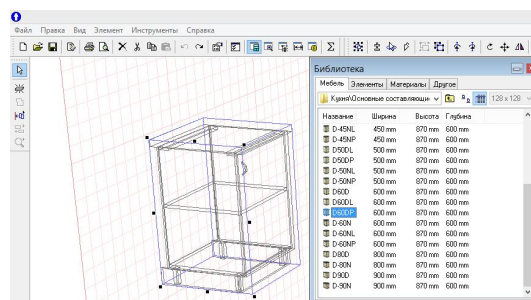 Файл Правка Вид Элемент Инструменты Справка
Библиотека
Мебель Элементы Материалы Другое
Кухня\Основные составляющи 128 x 128
Название Ширина Высота Глубина
D-45NL 450 mm 870 mm 600 mm
D-45NP 450 mm 870 mm 600 mm
D50DL 500 mm 870 mm 600 mm
D50DP 500 mm 870 mm 600 mm
D-50NL 500 mm 870 mm 600 mm
D-50NP 500 mm 870 mm 600 mm
D60D 600 mm 870 mm 600 mm
D60DL 600 mm 870 mm 600 mm
D60DP 600 mm 870 mm 600 mm
D-60N 600 mm 870 mm 600 mm
D-60NL 600 mm 870 mm 600 mm
D-60NP 600 mm 870 mm 600 mm
D80D 800 mm 870 mm 600 mm
D-80N 800 mm 870 mm 600 mm
D90D 900 mm 870 mm 600 mm
D-90N 900 mm 870 mm 600 mm